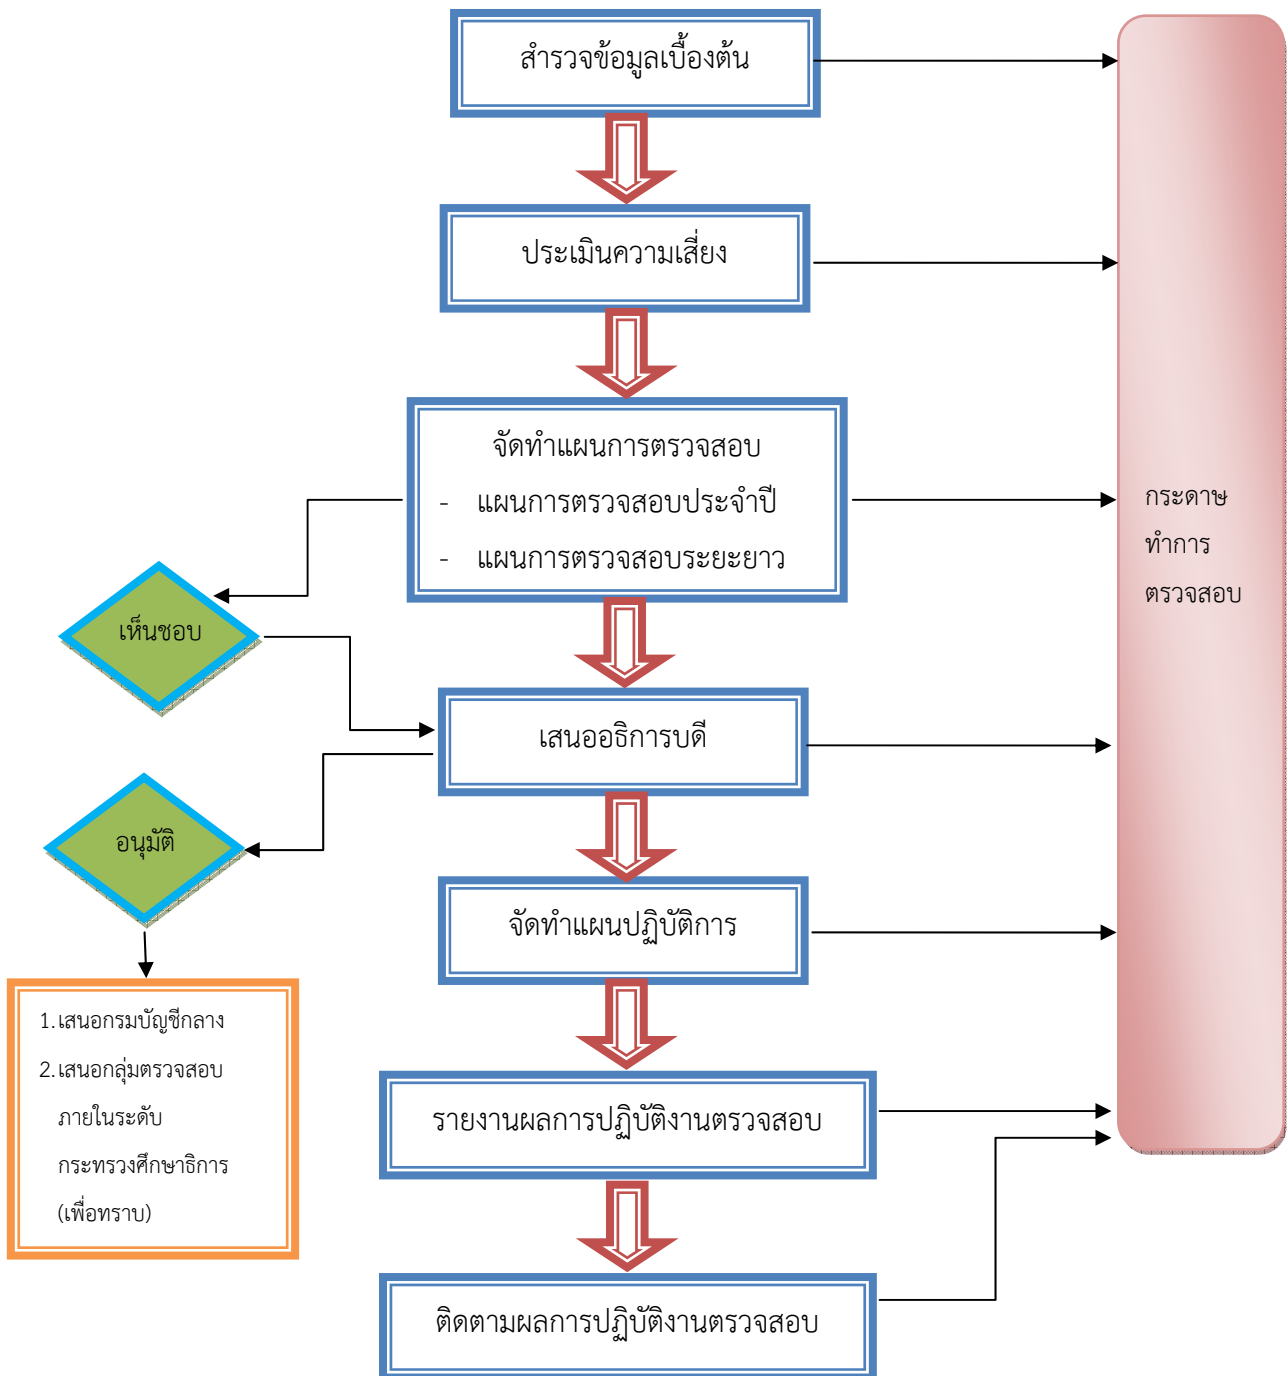 สำรวจข้อมูลเบื้องต้น
ประเมินความเสี่ยง
จัดทำแผนการตรวจสอบ
- แผนการตรวจสอบประจำปี
- แผนการตรวจสอบระยะยาว
กระดาษ
ทำการ
ตรวจสอบ
เห็นชอบ
เสนออธิการบดี
อนุมัติ
จัดทำแผนปฏิบัติการ
1.เสนอกรมบัญชีกลาง
2.เสนอกลุ่มตรวจสอบ
ภายในระดับ
กระทรวงศึกษาธิการ
(เพื่อทราบ)
รายงานผลการปฏิบัติงานตรวจสอบ
ติดตามผลการปฏิบัติงานตรวจสอบ